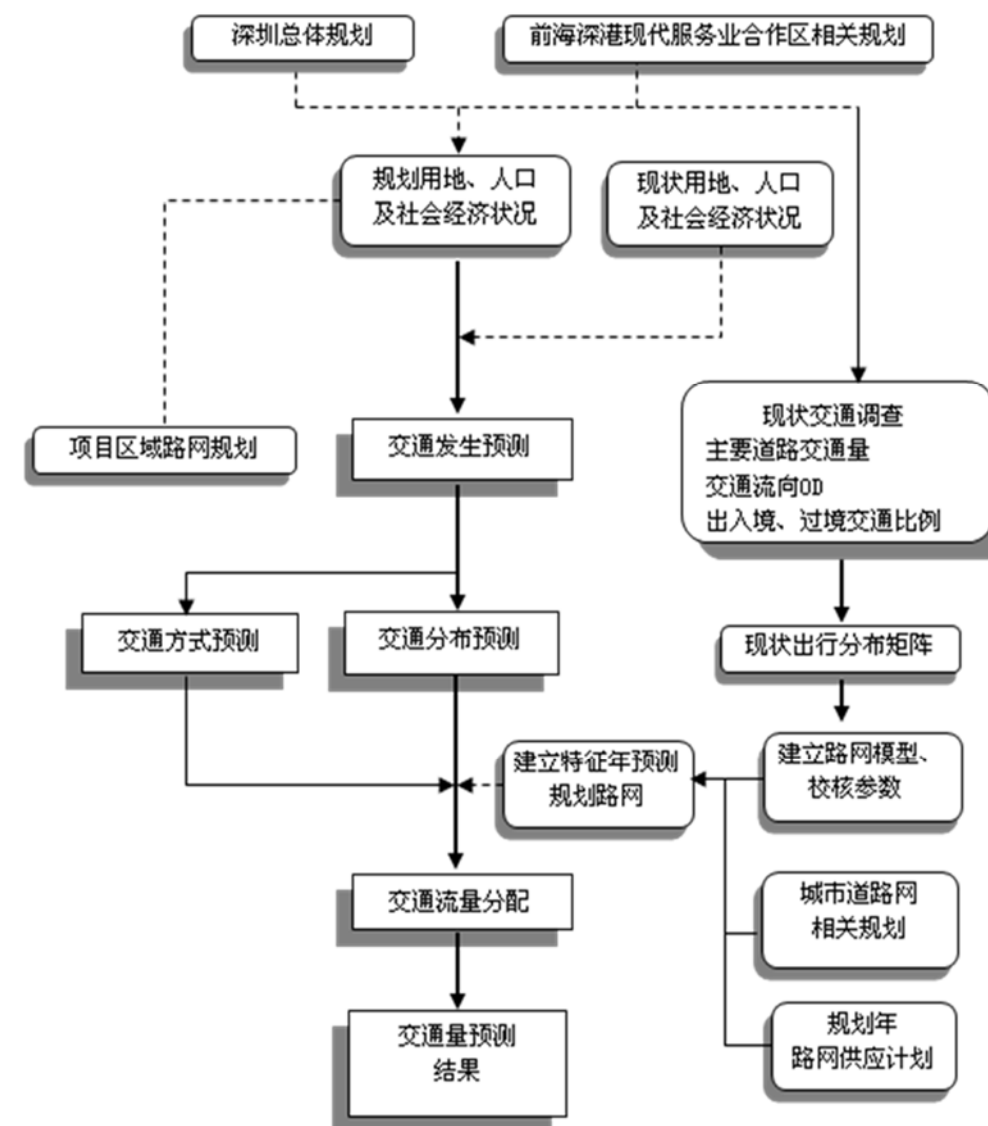 深圳总体规划
前海深港现代服务业合作区相关规划
规划用地、人口
及社会经济状况
现状用地、人口
及社会经济状况
项目区域路网规划
交通发生预测
现状交通调查
主要道路交通量
交通流向OD
出入境、过境交通比例
交通方式预测
交通分布预测
现状出行分布矩阵
建立特征年预测
规划路网
建立路网模型、
校核参数
交通流量分配
城市道路网
相关规划
交通量预测
结果
规划年
路网供应计划